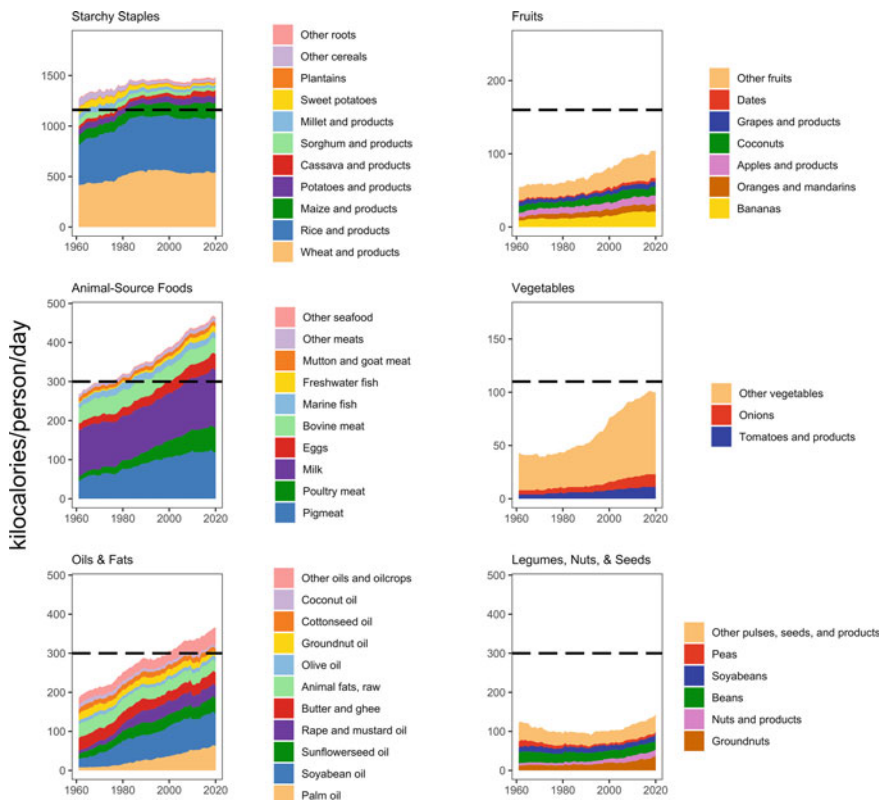 Starchy Staples
1500
1000
500
0
1960
1980
2000
2020
Other roots
Other cereals
Plantains
Sweet potatoes
Millet and products
Sorghum and products
Cassava and products
Potatoes and products
Maize and products
Rice and products
Wheat and products
Fruits
200
100
0
1960
1980
2000
2020
Other fruits
Dates
Grapes and products
Coconuts
Apples and products
Oranges and mandarins
Bananas
kilocalories/person/day
Animal-Source Foods
500
400
300
200
100
0
1960
1980
2000
2020
Other seafood
Other meats
Mutton and goat meat
Freshwater fish
Marine fish
Bovine meat
Eggs
Milk
Poultry meat
Pigmeat
Vegetables
150
100
50
0
1960
1980
2000
2020
Other vegetables
Onions
Tomatoes and products
Oils & Fats
500
400
300
200
100
0
1960
1980
2000
2020
Other oils and oilcrops
Coconut oil
Cottonseed oil
Groundnut oil
Olive oil
Animal fats, raw
Butter and ghee
Rape and mustard oil
Sunflowerseed oil
Soyabean oil
Palm oil
Legumes, Nuts, & Seeds
500
400
300
200
100
0
1960
1980
2000
2020
Other pulses, seeds, and products
Peas
Soyabeans
Beans
Nuts and products
Groundnuts